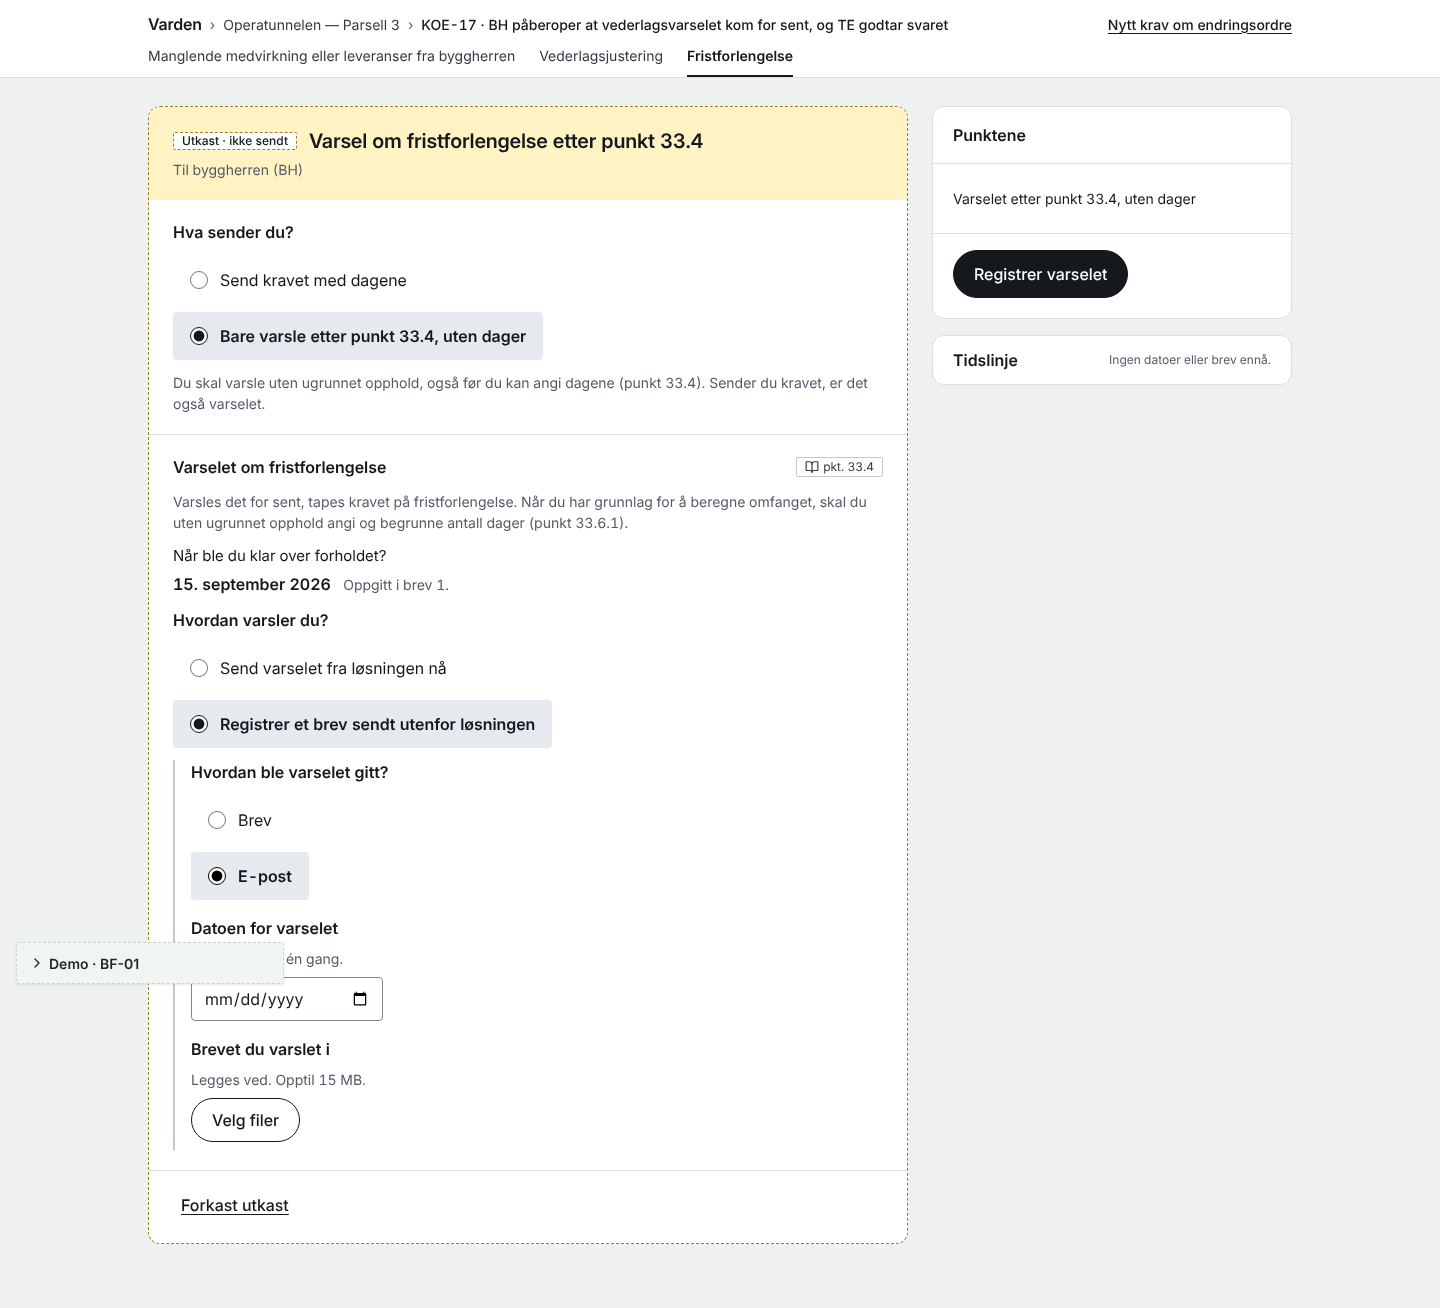 Varden › Operatunnelen — Parsell 3 › KOE-17 · BH påberoper at vederlagsvarselet kom for sent, og TE godtar svaret
Nytt krav om endringsordre
Manglende medvirkning eller leveranser fra byggherren
Vederlagsjustering
Fristforlengelse
Utkast · ikke sendt
Varsel om fristforlengelse etter punkt 33.4
Til byggherren (BH)
Hva sender du?
Send kravet med dagene
Bare varsle etter punkt 33.4, uten dager
Du skal varsle uten ugrunnet opphold, også før du kan angi dagene (punkt 33.4). Sender du kravet, er det
også varselet.
Varselet om fristforlengelse
pkt. 33.4
Varsles det for sent, tapes kravet på fristforlengelse. Når du har grunnlag for å beregne omfanget, skal du
uten ugrunnet opphold angi og begrunne antall dager (punkt 33.6.1).
Når ble du klar over forholdet?
15. september 2026 Oppgitt i brev 1.
Hvordan varsler du?
Send varselet fra løsningen nå
Registrer et brev sendt utenfor løsningen
Hvordan ble varselet gitt?
Brev
E-post
Datoen for varselet
én gang.
Demo · BF-01
mm/dd/yyyy
Brevet du varslet i
Legges ved. Opptil 15 MB.
Velg filer
Forkast utkast
Punktene
Varselet etter punkt 33.4, uten dager
Registrer varselet
Tidslinje
Ingen datoer eller brev ennå.